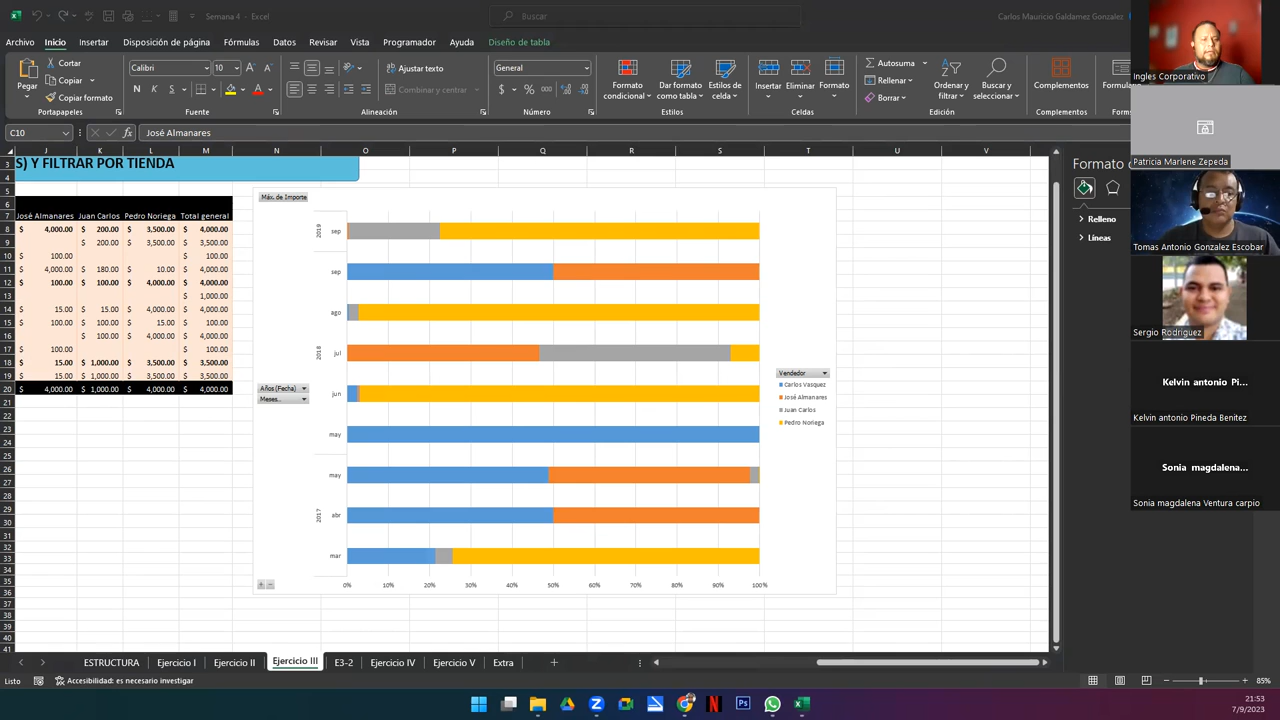 Semana 4 - Excel
Buscar
Carlos Mauricio Galdamez Gonzalez
Archivo Inicio Insertar Disposición de página Fórmulas Datos Revisar Vista Programador Ayuda Diseño de tabla
Pegar
Cortar
Copiar
Copiar formato
Portapapeles
Calibri 10
N K S
Fuente
Ajustar texto
Combinar y centrar
Alineación
General
Número
Formato condicional
Dar formato como tabla
Estilos de celda
Estilos
Insertar Eliminar Formato
Celdas
Autosuma
Rellenar
Borrar
Ordenar y filtrar
Buscar y seleccionar
Edición
Complementos
Complementos
Formulari
C10
José Almanares
J K L M N O P Q R S T U V
S) Y FILTRAR POR TIENDA
José Almanares Juan Carlos Pedro Noriega Total general
8 $ 4,000.00 $ 200.00 $ 3,500.00 $ 4,000.00
9 $ 200.00 $ 3,500.00 $ 3,500.00
10 $ 100.00 $ 100.00
11 $ 4,000.00 $ 180.00 $ 10.00 $ 4,000.00
12 $ 100.00 $ 100.00 $ 4,000.00 $ 4,000.00
13 $ 1,000.00
14 $ 15.00 $ 15.00 $ 4,000.00 $ 4,000.00
15 $ 100.00 $ 100.00 $ 15.00 $ 100.00
16 $ 100.00 $ 4,000.00 $ 4,000.00
17 $ 100.00 $ 100.00
18 $ 15.00 $ 1,000.00 $ 3,500.00 $ 3,500.00
19 $ 15.00 $ 1,000.00 $ 3,500.00 $ 3,500.00
$ 4,000.00 $ 1,000.00 $ 4,000.00 $ 4,000.00
Máx. de Importe
2019 sep
sep
ago
2018 jul
jun
may
may
2017 abr
mar
Años (Fecha)
Meses..
0% 10% 20% 30% 40% 50% 60% 70% 80% 90% 100%
Vendedor
Carlos Vasquez
José Almanares
Juan Carlos
Pedro Noriega
Formato d
Relleno
Líneas
Ingles Corporativo
Patricia Marlene Zepeda
Tomas Antonio Gonzalez Escobar
Sergio Rodriguez
Kelvin antonio Pi...
Kelvin antonio Pineda Benitez
Sonia magdalena...
Sonia magdalena Ventura carpio
ESTRUCTURA Ejercicio I Ejercicio II Ejercicio III E3-2 Ejercicio IV Ejercicio V Extra
Listo
Accesibilidad: es necesario investigar
85%
21:53
7/9/2023